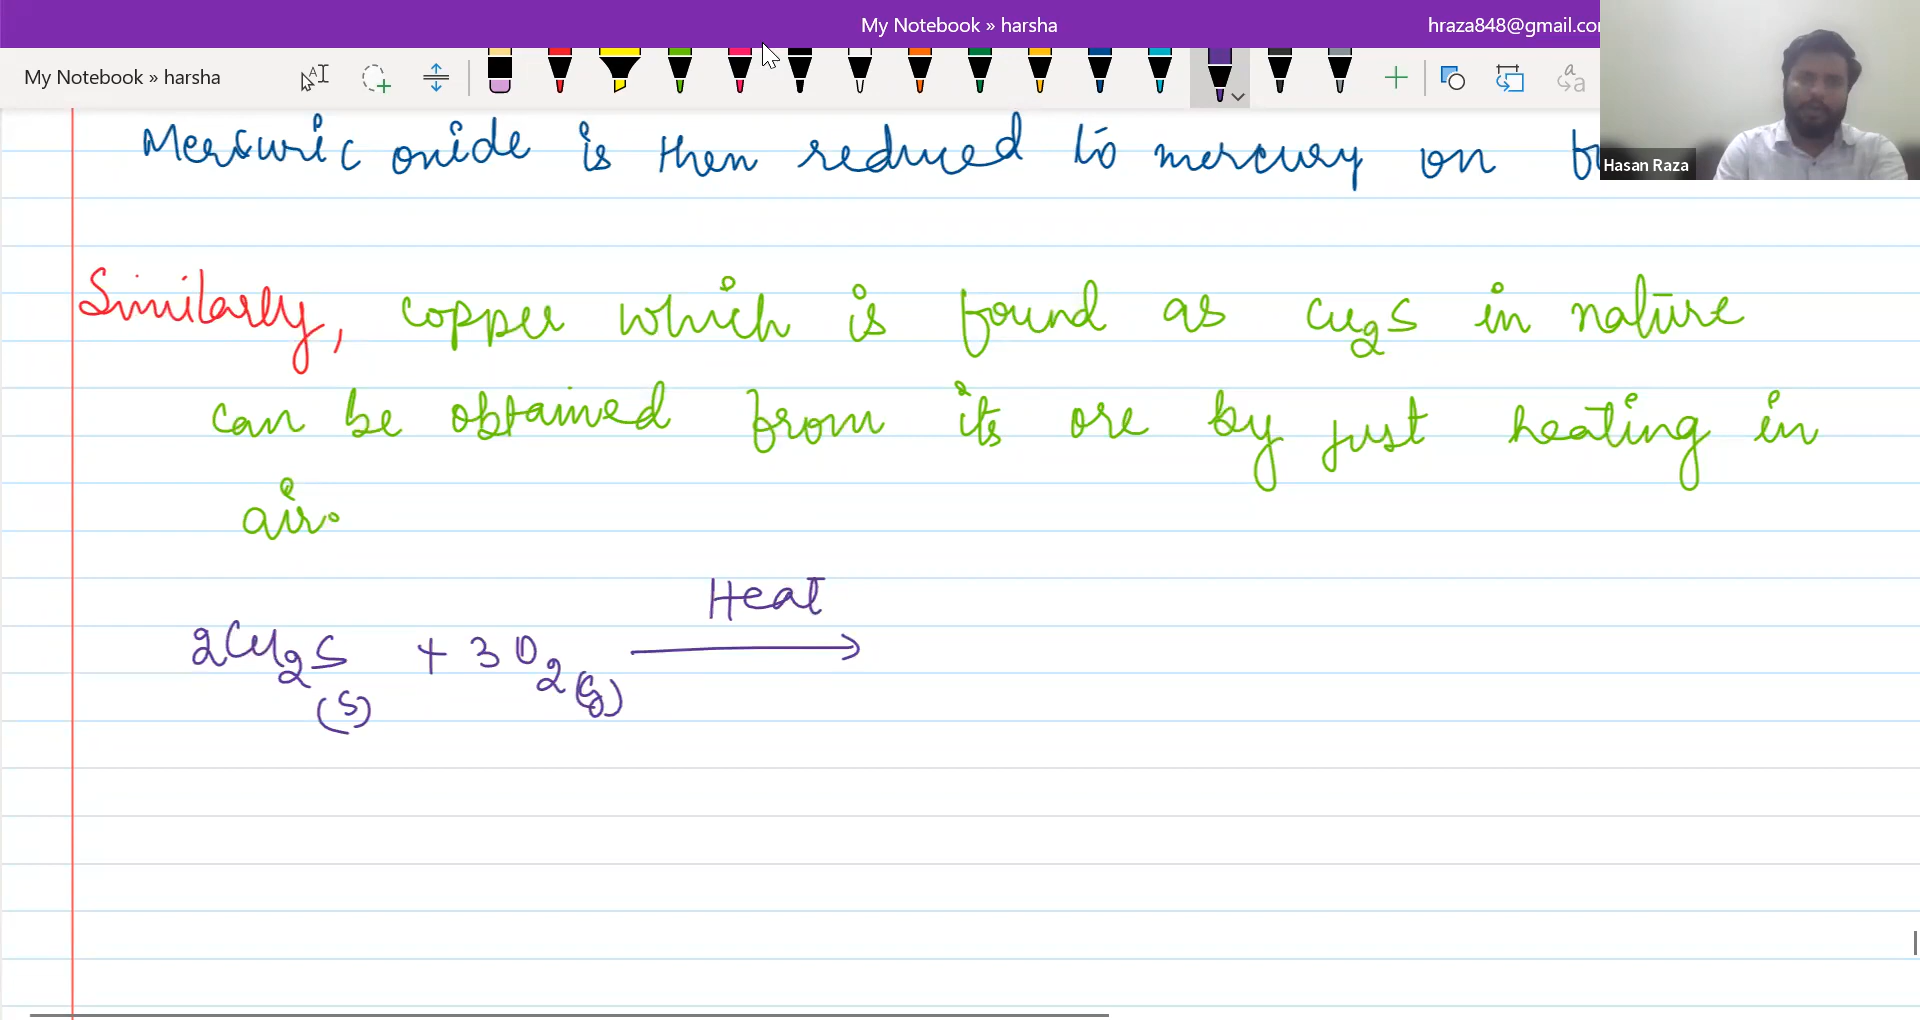 My Notebook » harsha
hraza848@gmail.co
My Notebook » harsha
Hasan Raza
Mercuric oxide is then reduced to mercury on
Similarly, copper which is found as Cu₂S in nature
can be obtained from its ore by just heating in
air.
Heat
2Cu₂S(s) + 3O₂(g) →